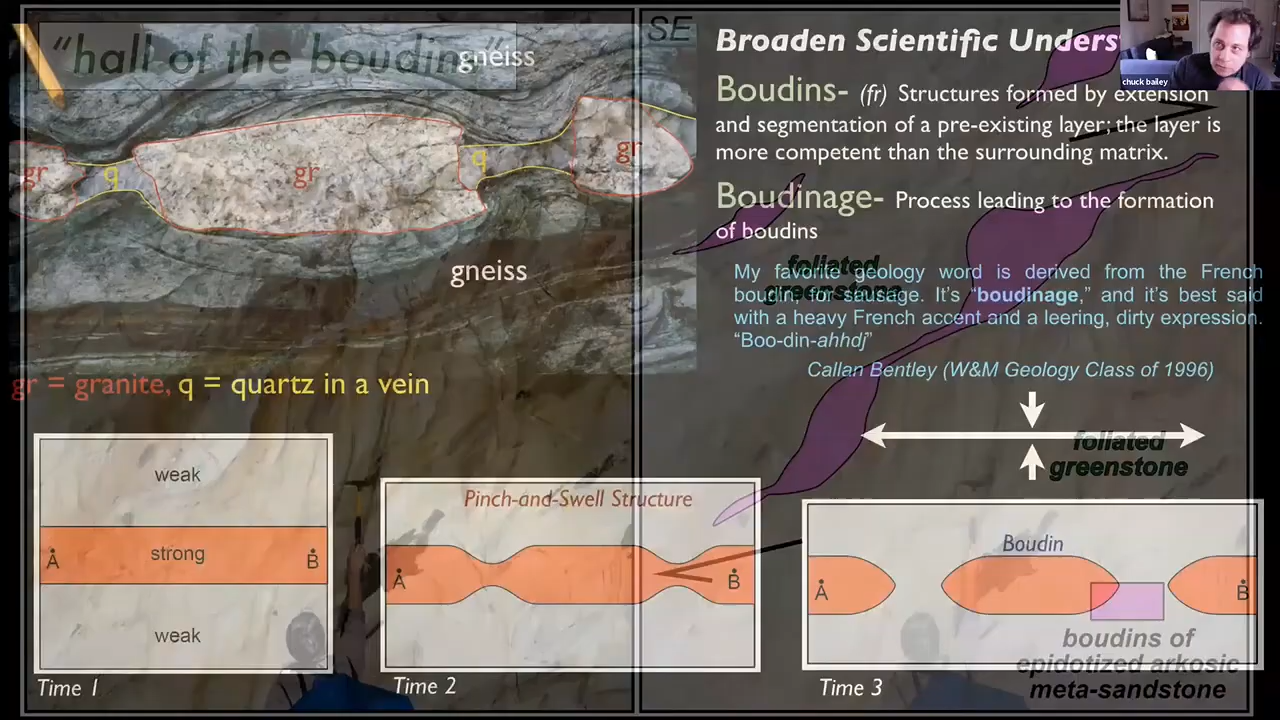 "hall of the boudins"
gneiss
SE
gr
q
gr
q
gr
gneiss
gr = granite, q = quartz in a vein
Broaden Scientific Unders
chuck bailey
Boudins- (fr) Structures formed by extension
and segmentation of a pre-existing layer; the layer is
more competent than the surrounding matrix.
Boudinage- Process leading to the formation
of boudins
foliated
greenstone
My favorite geology word is derived from the French
boudin, for sausage. It's "boudinage," and it's best said
with a heavy French accent and a leering, dirty expression.
"Boo-din-ahhdj"
Callan Bentley (W&M Geology Class of 1996)
foliated
greenstone
weak
A strong B
weak
Time 1
Pinch-and-Swell Structure
A B
Time 2
Boudin
A B
boudins of
epidotized arkosic
meta-sandstone
Time 3